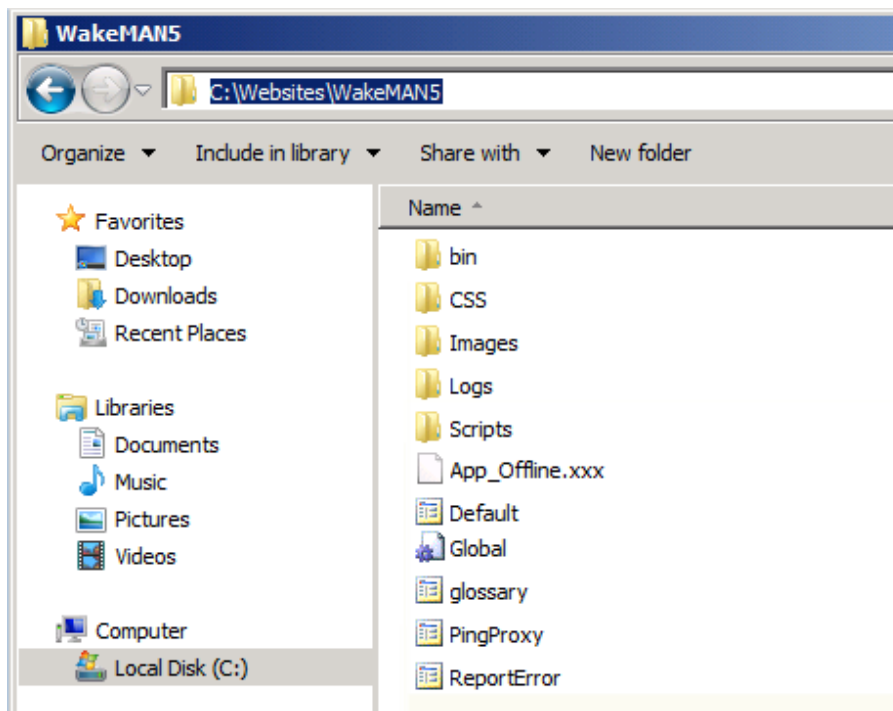 WakeMAN5
C:\Websites\WakeMAN5
Organize Include in library Share with New folder
Favorites
Desktop
Downloads
Recent Places
Libraries
Documents
Music
Pictures
Videos
Computer
Local Disk (C:)
Name
bin
CSS
Images
Logs
Scripts
App_Offline.xxx
Default
Global
glossary
PingProxy
ReportError